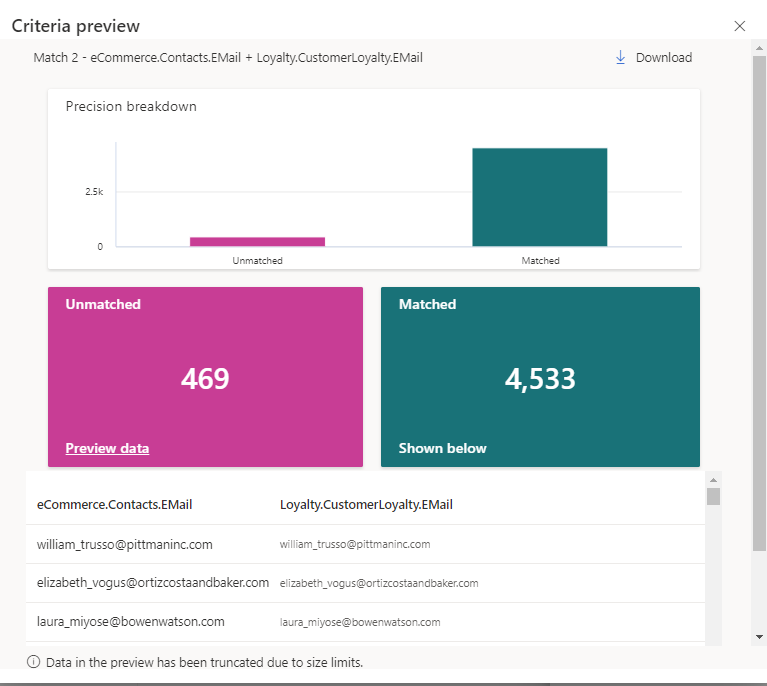 Criteria preview
Match 2 - eCommerce.Contacts.EMail + Loyalty.CustomerLoyalty.EMail
Download
Precision breakdown
2.5k
0
Unmatched
Matched
Unmatched
469
Preview data
Matched
4,533
Shown below
eCommerce.Contacts.EMail Loyalty.CustomerLoyalty.EMail
william_trusso@pittmaninc.com william_trusso@pittmaninc.com
elizabeth_vogus@ortizcostaandbaker.com elizabeth_vogus@ortizcostaandbaker.com
laura_miyose@bowenwatson.com laura_miyose@bowenwatson.com
Data in the preview has been truncated due to size limits.